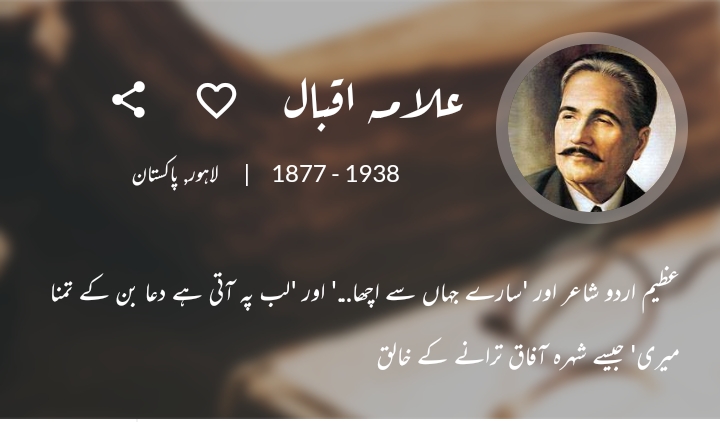 علامہ اقبال
1877 - 1938 | لاہور, پاکستان
عظیم اردو شاعر اور 'سارے جہاں سے اچھا...' اور 'لب پہ آتی ہے دعا بن کے تمنا
میری' جیسے شہرہ آفاق ترانے کے خالق